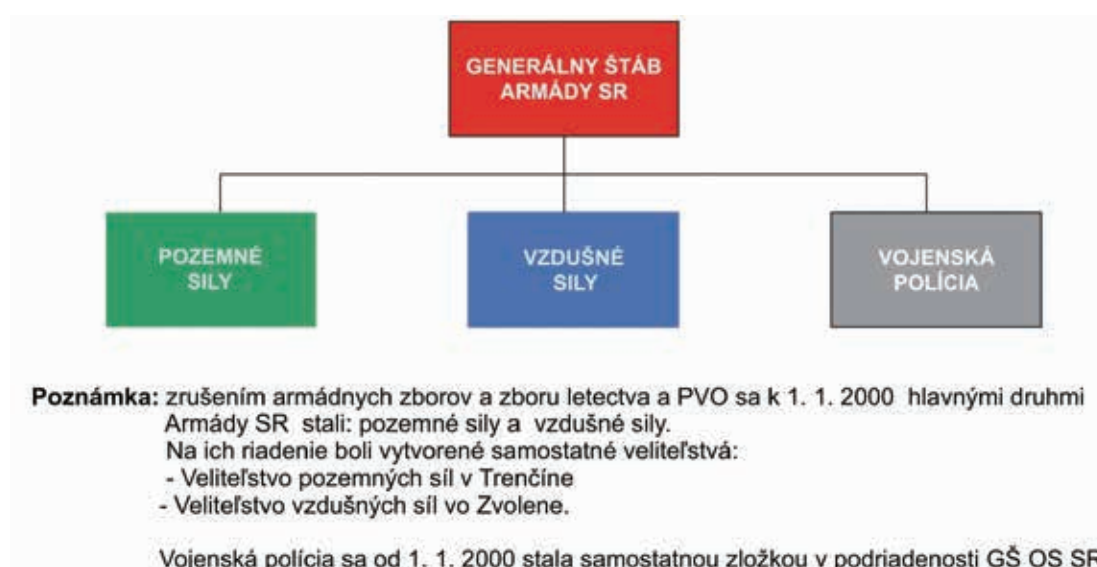 GENERÁLNY ŠTÁB
ARMÁDY SR
POZEMNÉ
SILY
VZDUŠNÉ
SILY
VOJENSKÁ
POLÍCIA
Poznámka: zrušením armádnych zborov a zboru letectva a PVO sa k 1. 1. 2000 hlavnými druhmi
Armády SR stali: pozemné sily a vzdušné sily.
Na ich riadenie boli vytvorené samostatné veliteľstvá:
- Veliteľstvo pozemných síl v Trenčíne
- Veliteľstvo vzdušných síl vo Zvolene.
Vojenská polícia sa od 1. 1. 2000 stala samostatnou zložkou v podriadenosti GŠ OS SR